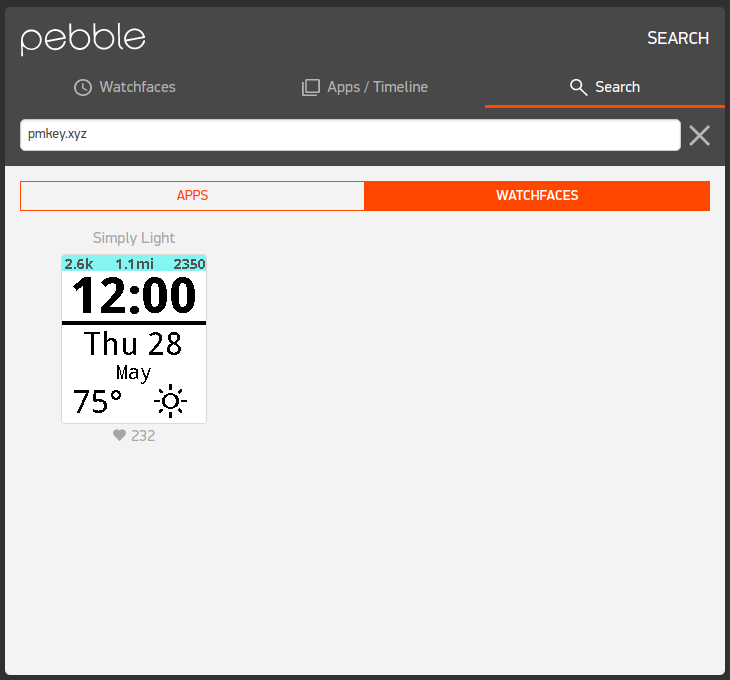 pebble
SEARCH
Watchfaces
Apps / Timeline
Search
pmkey.xyz
APPS
WATCHFACES
Simply Light
2.6k 1.1mi 2350
12:00
Thu 28
May
75°
232